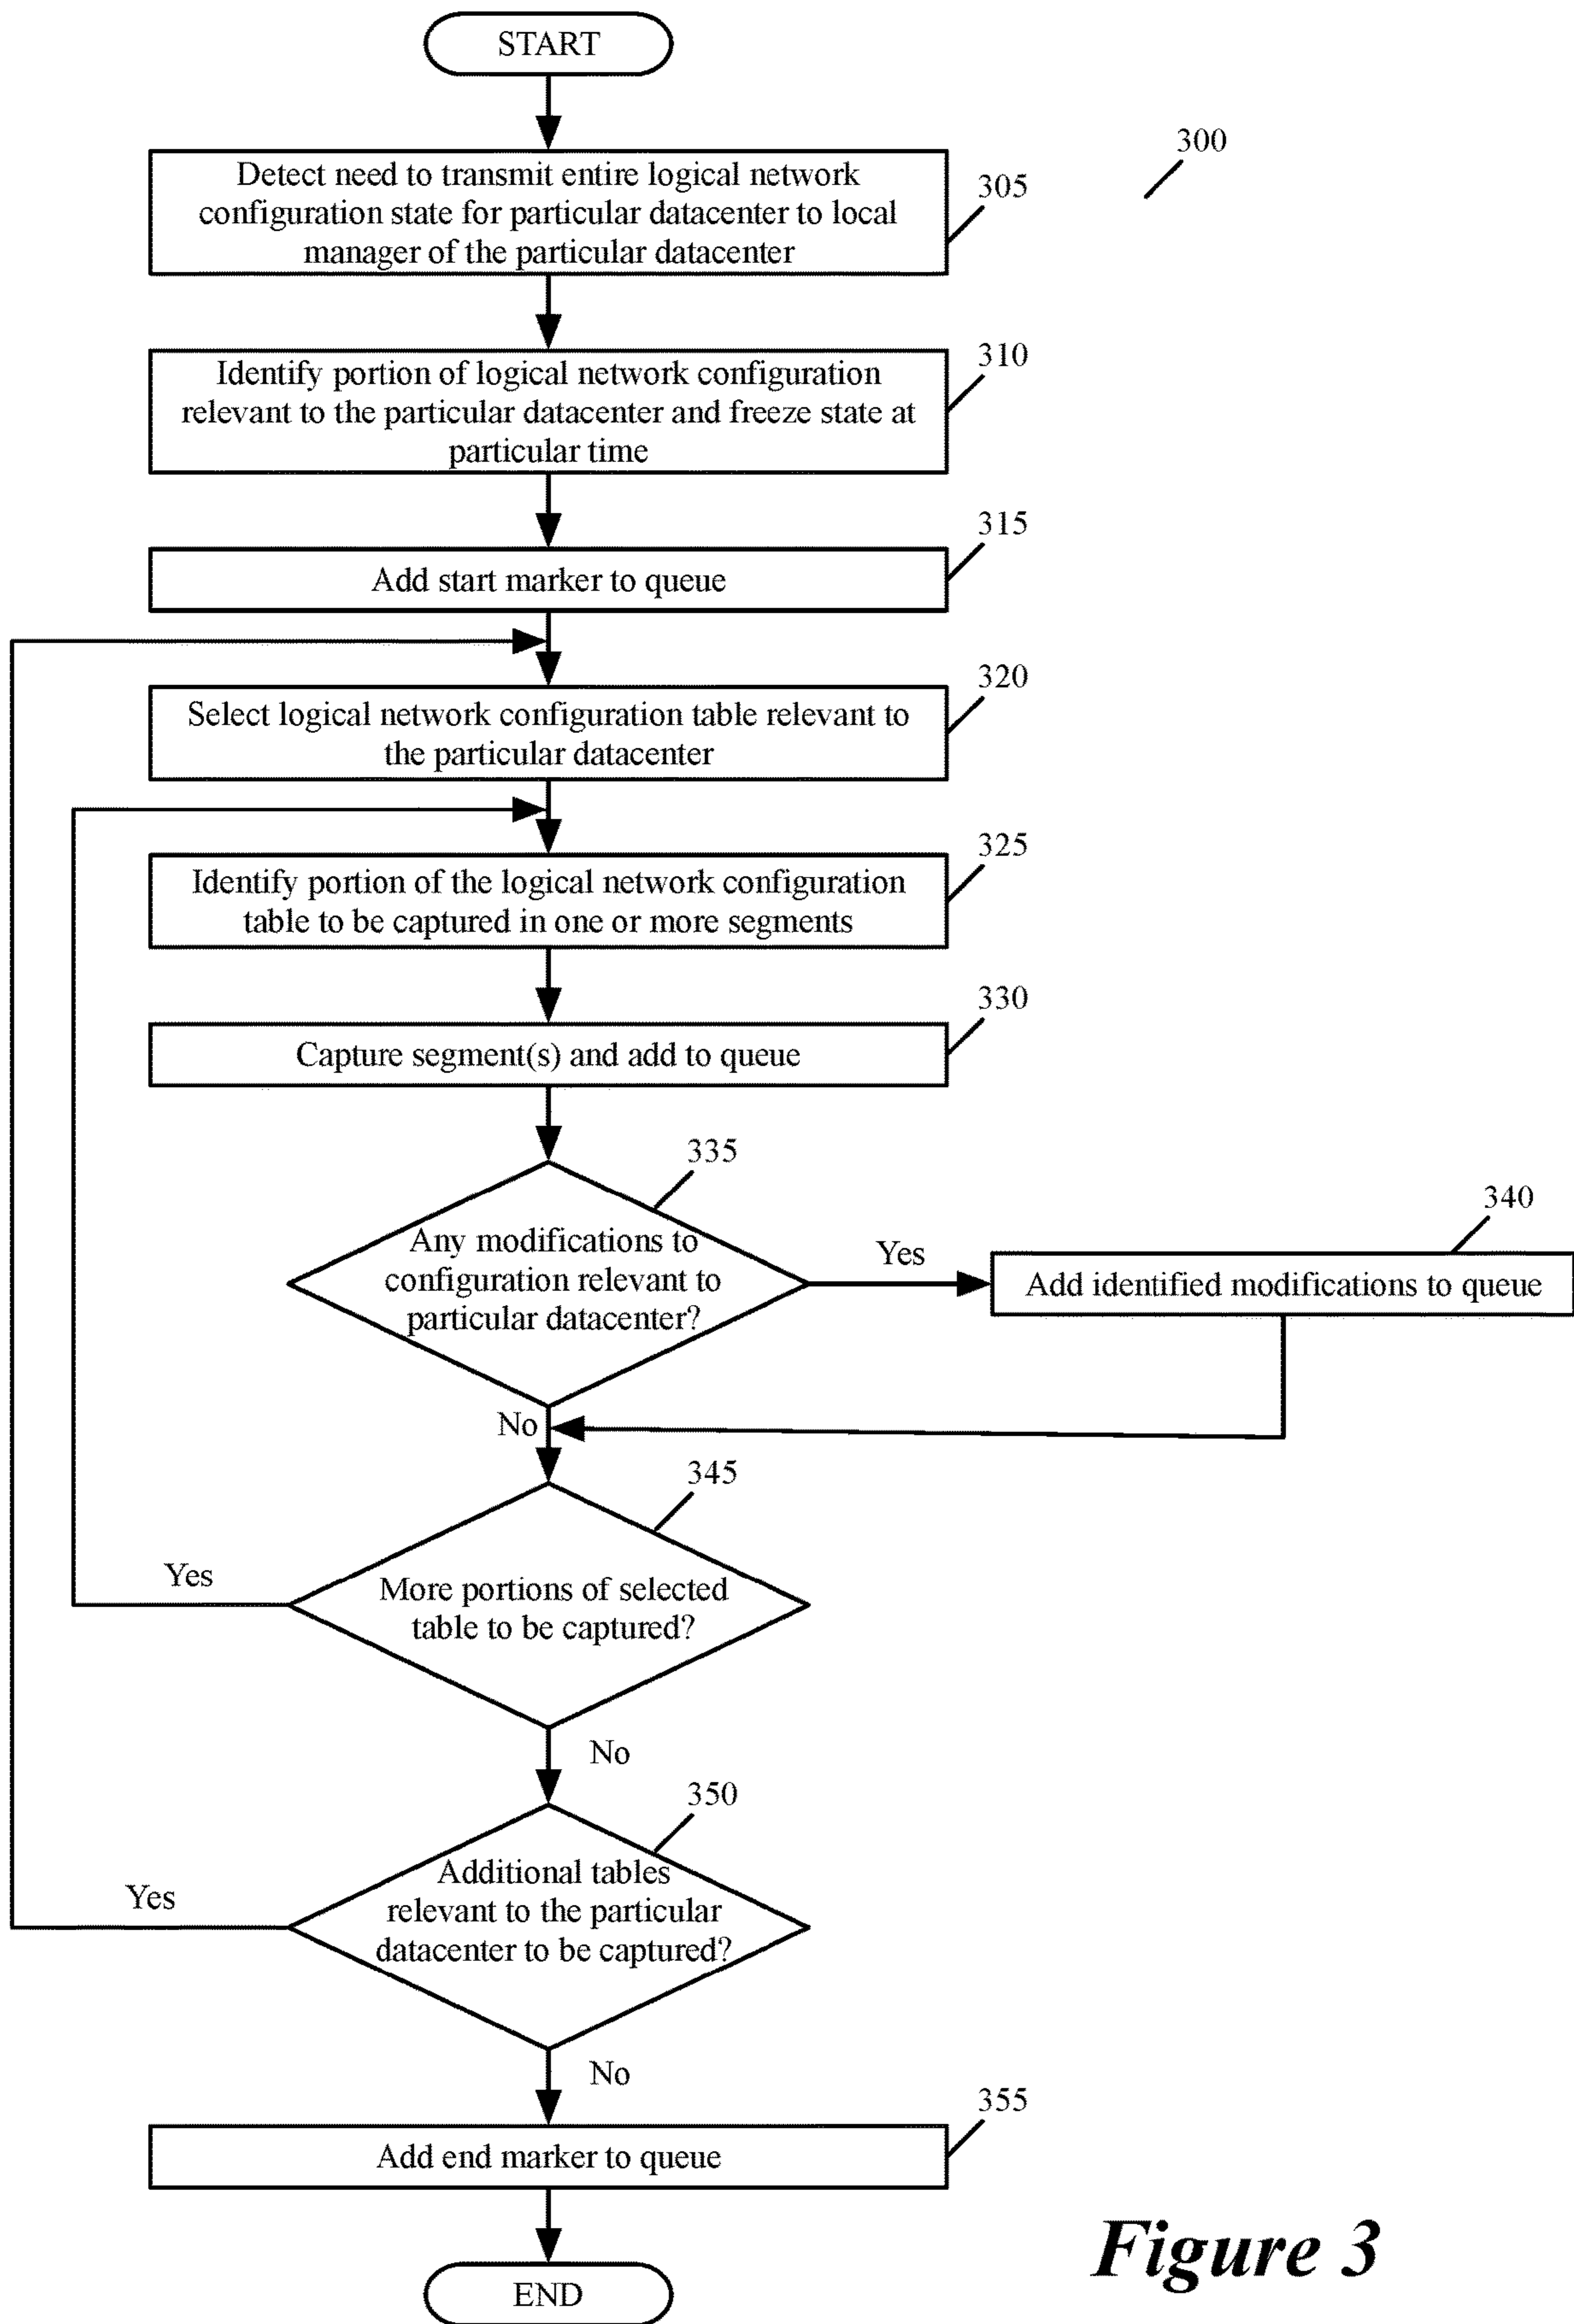 START
300
Detect need to transmit entire logical network
configuration state for particular datacenter to local
manager of the particular datacenter
305
Identify portion of logical network configuration
relevant to the particular datacenter and freeze state at
particular time
310
Add start marker to queue
315
Select logical network configuration table relevant to
the particular datacenter
320
Identify portion of the logical network configuration
table to be captured in one or more segments
325
Capture segment(s) and add to queue
330
Any modifications to
configuration relevant to
particular datacenter?
335
Yes
Add identified modifications to queue
340
No
More portions of selected
table to be captured?
345
Yes
No
Additional tables
relevant to the particular
datacenter to be captured?
350
Yes
No
Add end marker to queue
355
END
Figure 3